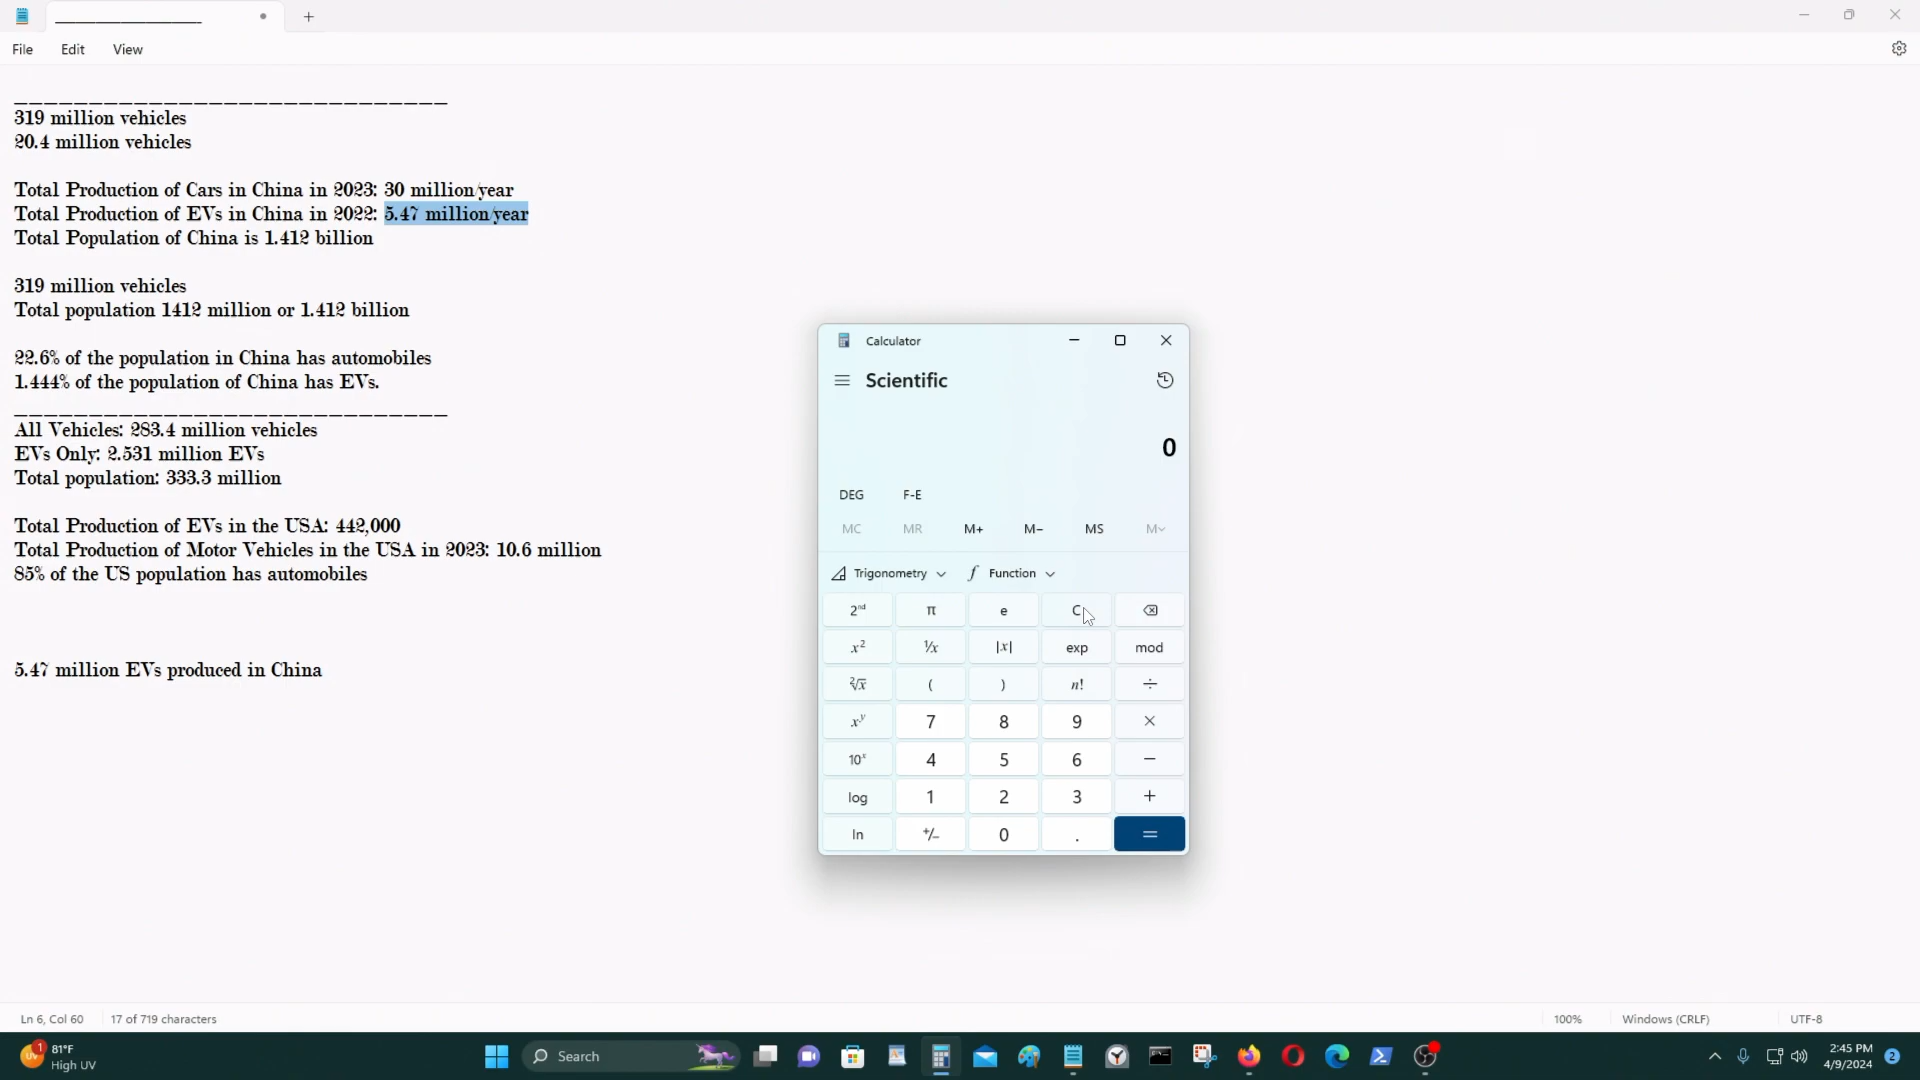 File Edit View
319 million vehicles
20.4 million vehicles
Total Production of Cars in China in 2023: 30 million/year
Total Production of EVs in China in 2022: 5.47 million/year
Total Population of China is 1.412 billion
319 million vehicles
Total population 1412 million or 1.412 billion
22.6% of the population in China has automobiles
1.444% of the population of China has EVs.
All Vehicles: 283.4 million vehicles
EVs Only: 2.531 million EVs
Total population: 333.3 million
Total Production of EVs in the USA: 442,000
Total Production of Motor Vehicles in the USA in 2023: 10.6 million
85% of the US population has automobiles
5.47 million EVs produced in China
Calculator
Scientific
0
DEG F-E
MC MR M+ M− MS M
Trigonometry f Function
2ⁿᵈ π e C
x² ¹⁄x |x| exp mod
²√x ( ) n! ÷
xʸ 7 8 9 ×
10ˣ 4 5 6 −
log 1 2 3 +
ln +/− 0 . =
Ln 6, Col 60 17 of 719 characters 100% Windows (CRLF) UTF-8
1 81°F
High UV
Search
2:45 PM
4/9/2024
2